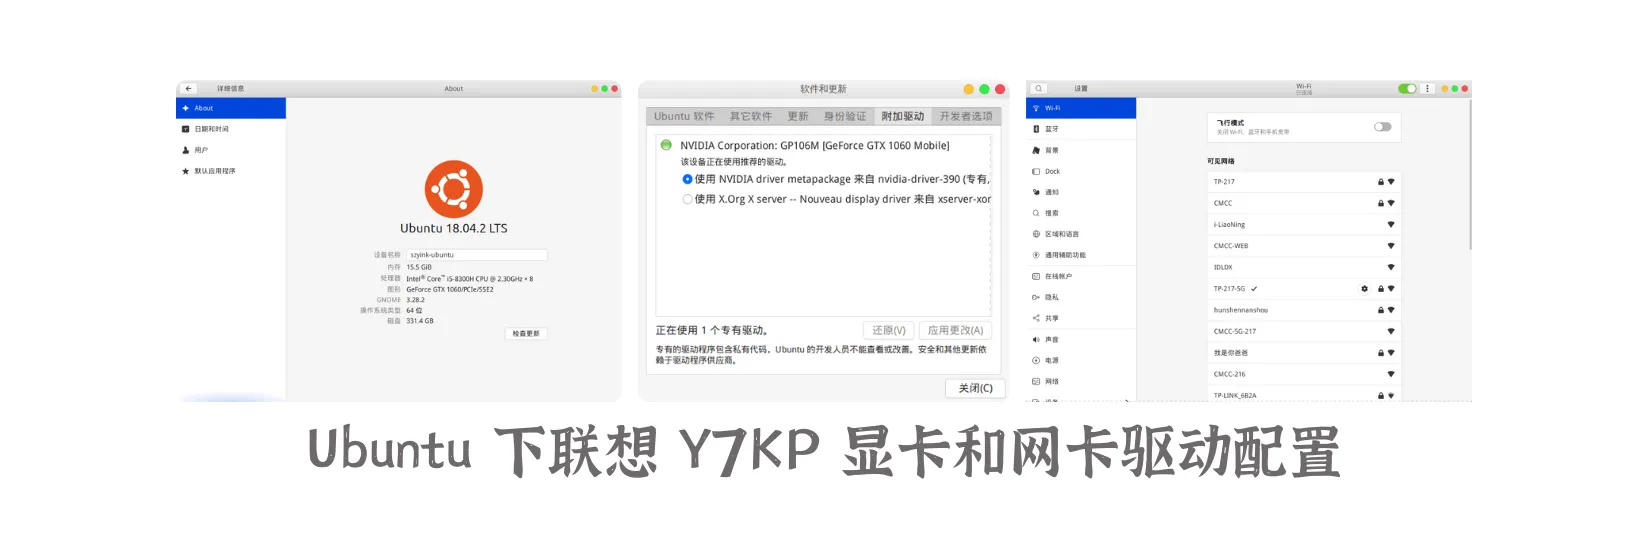 详细信息
About
About
日期和时间
用户
默认应用程序
Ubuntu 18.04.2 LTS
设备名称 szyink-ubuntu
内存 15.5 GiB
处理器 Intel® Core™ i5-8300H CPU @ 2.30GHz × 8
图形 GeForce GTX 1060/PCIe/SSE2
GNOME 3.28.2
操作系统类型 64 位
磁盘 331.4 GB
检查更新
软件和更新
Ubuntu 软件 其它软件 更新 身份验证 附加驱动 开发者选项
NVIDIA Corporation: GP106M [GeForce GTX 1060 Mobile]
该设备正在使用推荐的驱动。
使用 NVIDIA driver metapackage 来自 nvidia-driver-390 (专有,
使用 X.Org X server -- Nouveau display driver 来自 xserver-xor
正在使用 1 个专有驱动。
还原(V) 应用更改(A)
专有的驱动程序包含私有代码，Ubuntu 的开发人员不能查看或改善。安全和其他更新依
赖于驱动程序供应商。
关闭(C)
设置
Wi-Fi
已连接
Wi-Fi
蓝牙
背景
Dock
通知
搜索
区域和语言
通用辅助功能
在线帐户
隐私
共享
声音
电源
网络
飞行模式
关闭 Wi-Fi、蓝牙和手机宽带
可见网络
TP-217
CMCC
i-LiaoNing
CMCC-WEB
IDLDX
TP-217-5G
hunshennanshou
CMCC-5G-217
我是你爸爸
CMCC-216
TP-LINK_6B2A
Ubuntu 下联想 Y7KP 显卡和网卡驱动配置